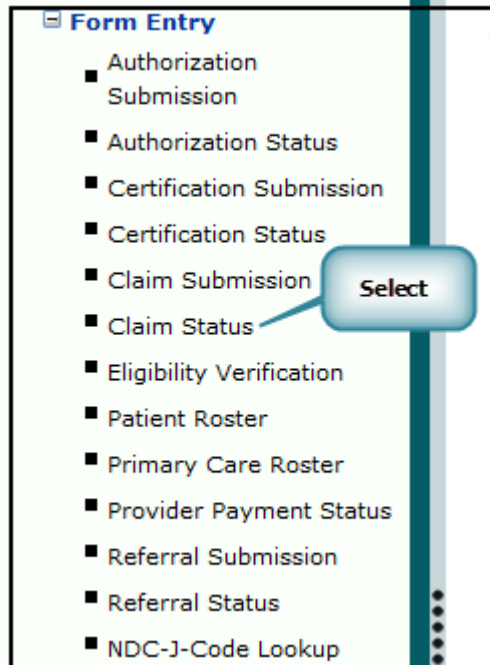 Form Entry
Authorization
Submission
Authorization Status
Certification Submission
Certification Status
Claim Submission
Select
Claim Status
Eligibility Verification
Patient Roster
Primary Care Roster
Provider Payment Status
Referral Submission
Referral Status
NDC-J-Code Lookup